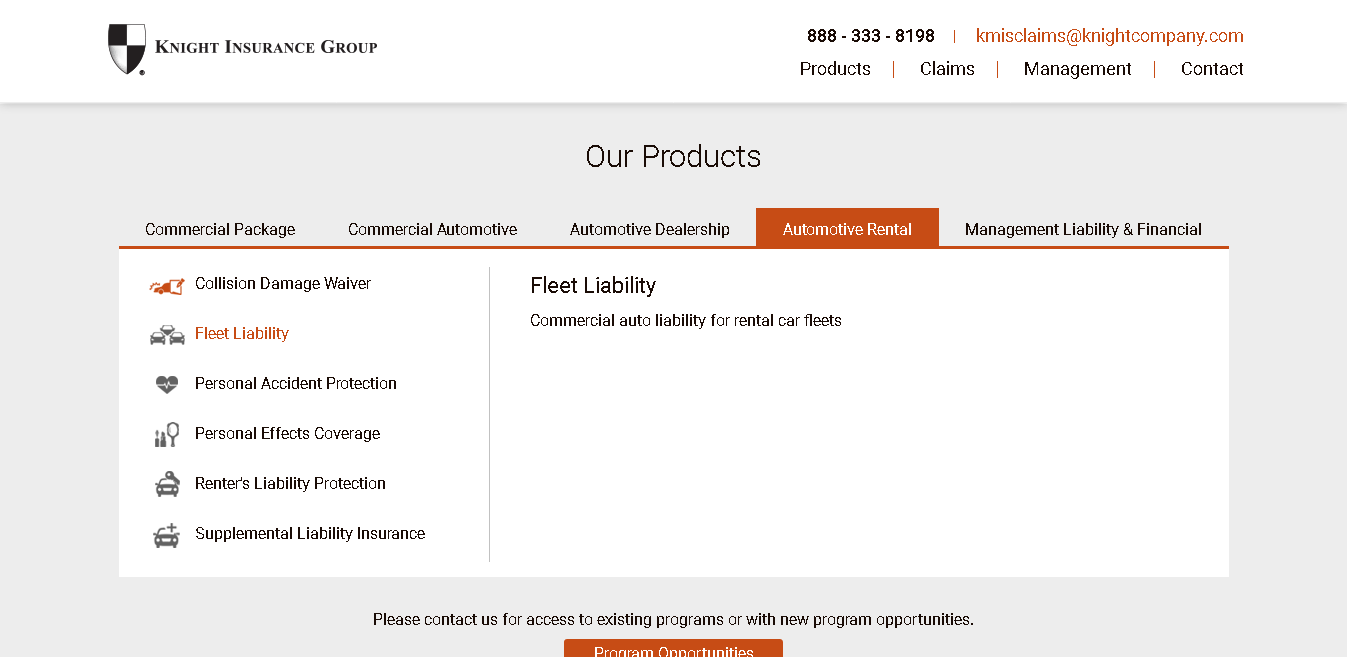 KNIGHT INSURANCE GROUP
888 - 333 - 8198 | kmisclaims@knightcompany.com
Products | Claims | Management | Contact
Our Products
Commercial Package Commercial Automotive Automotive Dealership Automotive Rental Management Liability & Financial
Collision Damage Waiver
Fleet Liability
Personal Accident Protection
Personal Effects Coverage
Renter's Liability Protection
Supplemental Liability Insurance
Fleet Liability
Commercial auto liability for rental car fleets
Please contact us for access to existing programs or with new program opportunities.
Program Opportunities